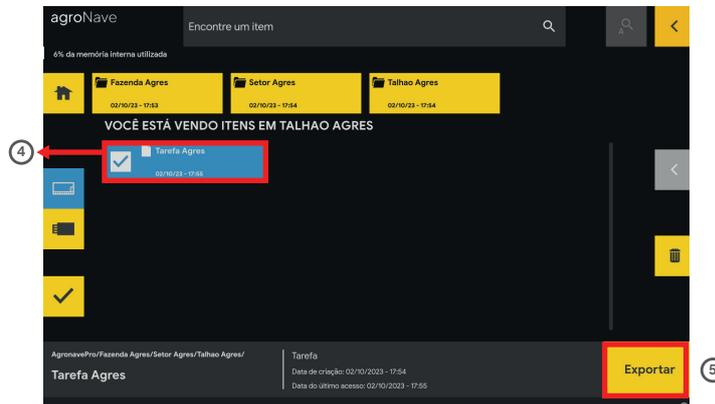 agroNave
Encontre um item
A
6% da memória interna utilizada
Fazenda Agres
02/10/23 - 17:53
Setor Agres
02/10/23 - 17:54
Talhao Agres
02/10/23 - 17:54
VOCÊ ESTÁ VENDO ITENS EM TALHAO AGRES
4
Tarefa Agres
02/10/23 - 17:55
AgronavePro/Fazenda Agres/Setor Agres/Talhao Agres/
Tarefa Agres
Tarefa
Data de criação: 02/10/2023 - 17:54
Data do último acesso: 02/10/2023 - 17:55
Exportar
5